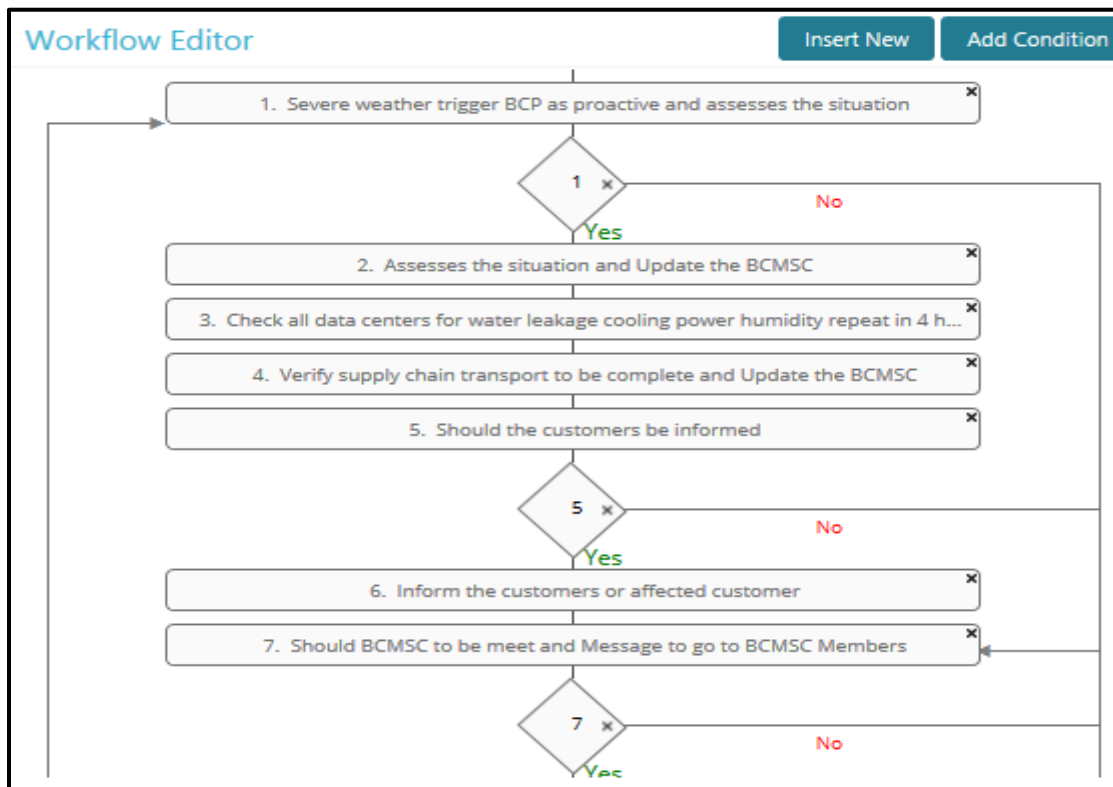 Workflow Editor
Insert New
Add Condition
1. Severe weather trigger BCP as proactive and assesses the situation
1
No
Yes
2. Assesses the situation and Update the BCMSC
3. Check all data centers for water leakage cooling power humidity repeat in 4 h...
4. Verify supply chain transport to be complete and Update the BCMSC
5. Should the customers be informed
5
No
Yes
6. Inform the customers or affected customer
7. Should BCMSC to be meet and Message to go to BCMSC Members
7
No
Yes